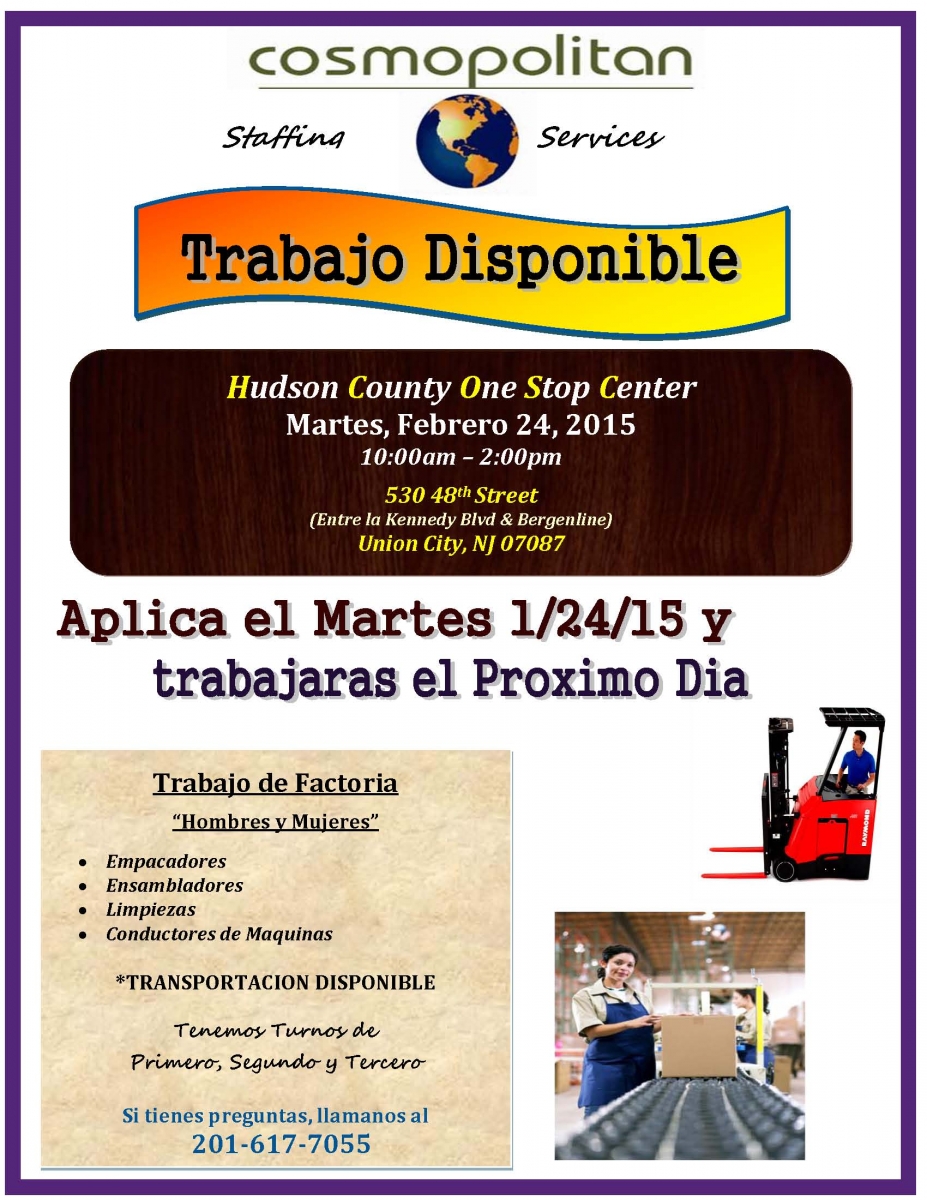 cosmopolitan
Staffing Services
Trabajo Disponible
Hudson County One Stop Center
Martes, Febrero 24, 2015
10:00am – 2:00pm
530 48th Street
(Entre la Kennedy Blvd & Bergenline)
Union City, NJ 07087
Aplica el Martes 1/24/15 y
trabajaras el Proximo Dia
Trabajo de Factoria
“Hombres y Mujeres”
• Empacadores
• Ensambladores
• Limpiezas
• Conductores de Maquinas
*TRANSPORTACION DISPONIBLE
Tenemos Turnos de
Primero, Segundo y Tercero
Si tienes preguntas, llamanos al
201-617-7055
RAYMOND